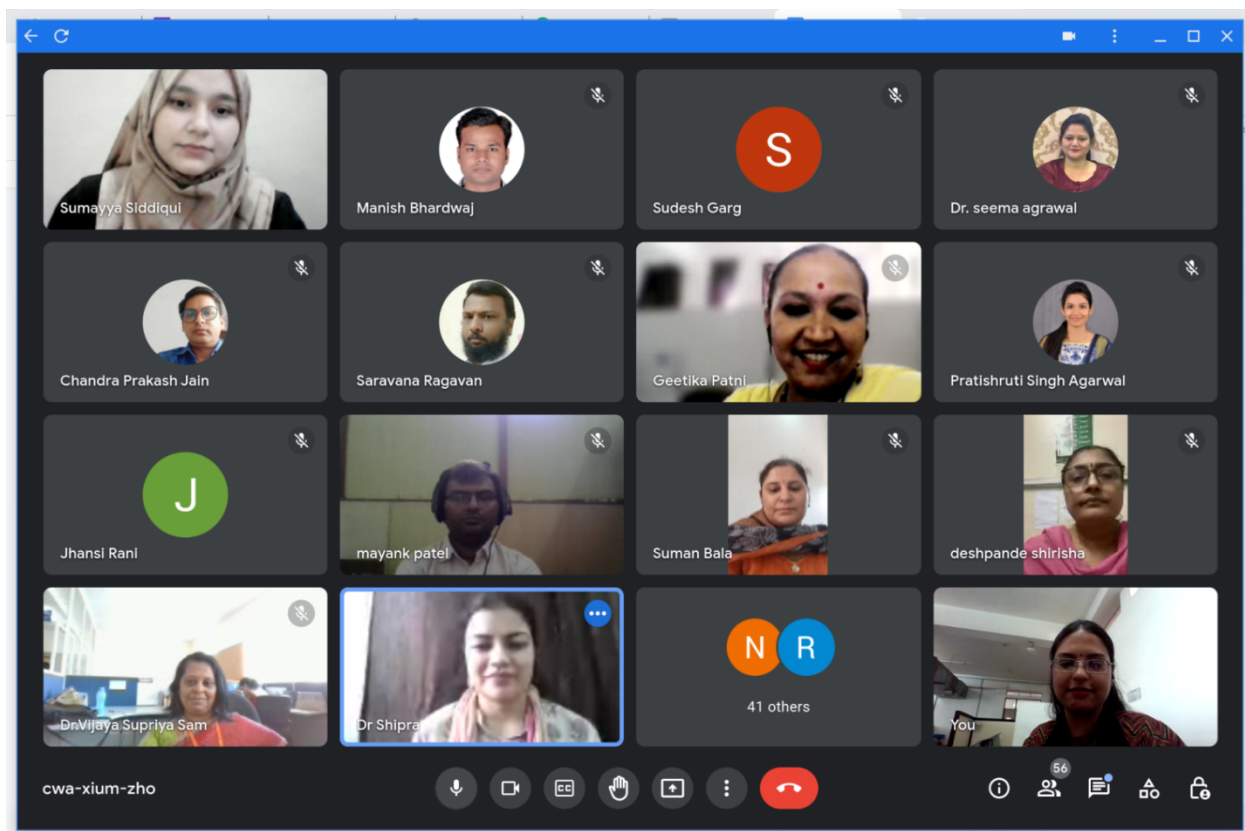 Sumayya Siddiqui
Manish Bhardwaj
S
Sudesh Garg
Dr. seema agrawal
Chandra Prakash Jain
Saravana Ragavan
Geetika Patni
Pratishruti Singh Agarwal
J
Jhansi Rani
mayank patel
Suman Bala
deshpande shirisha
Dr.Vijaya Supriya Sam
Dr Shipra
N R
41 others
You
cwa-xium-zho
CC
56